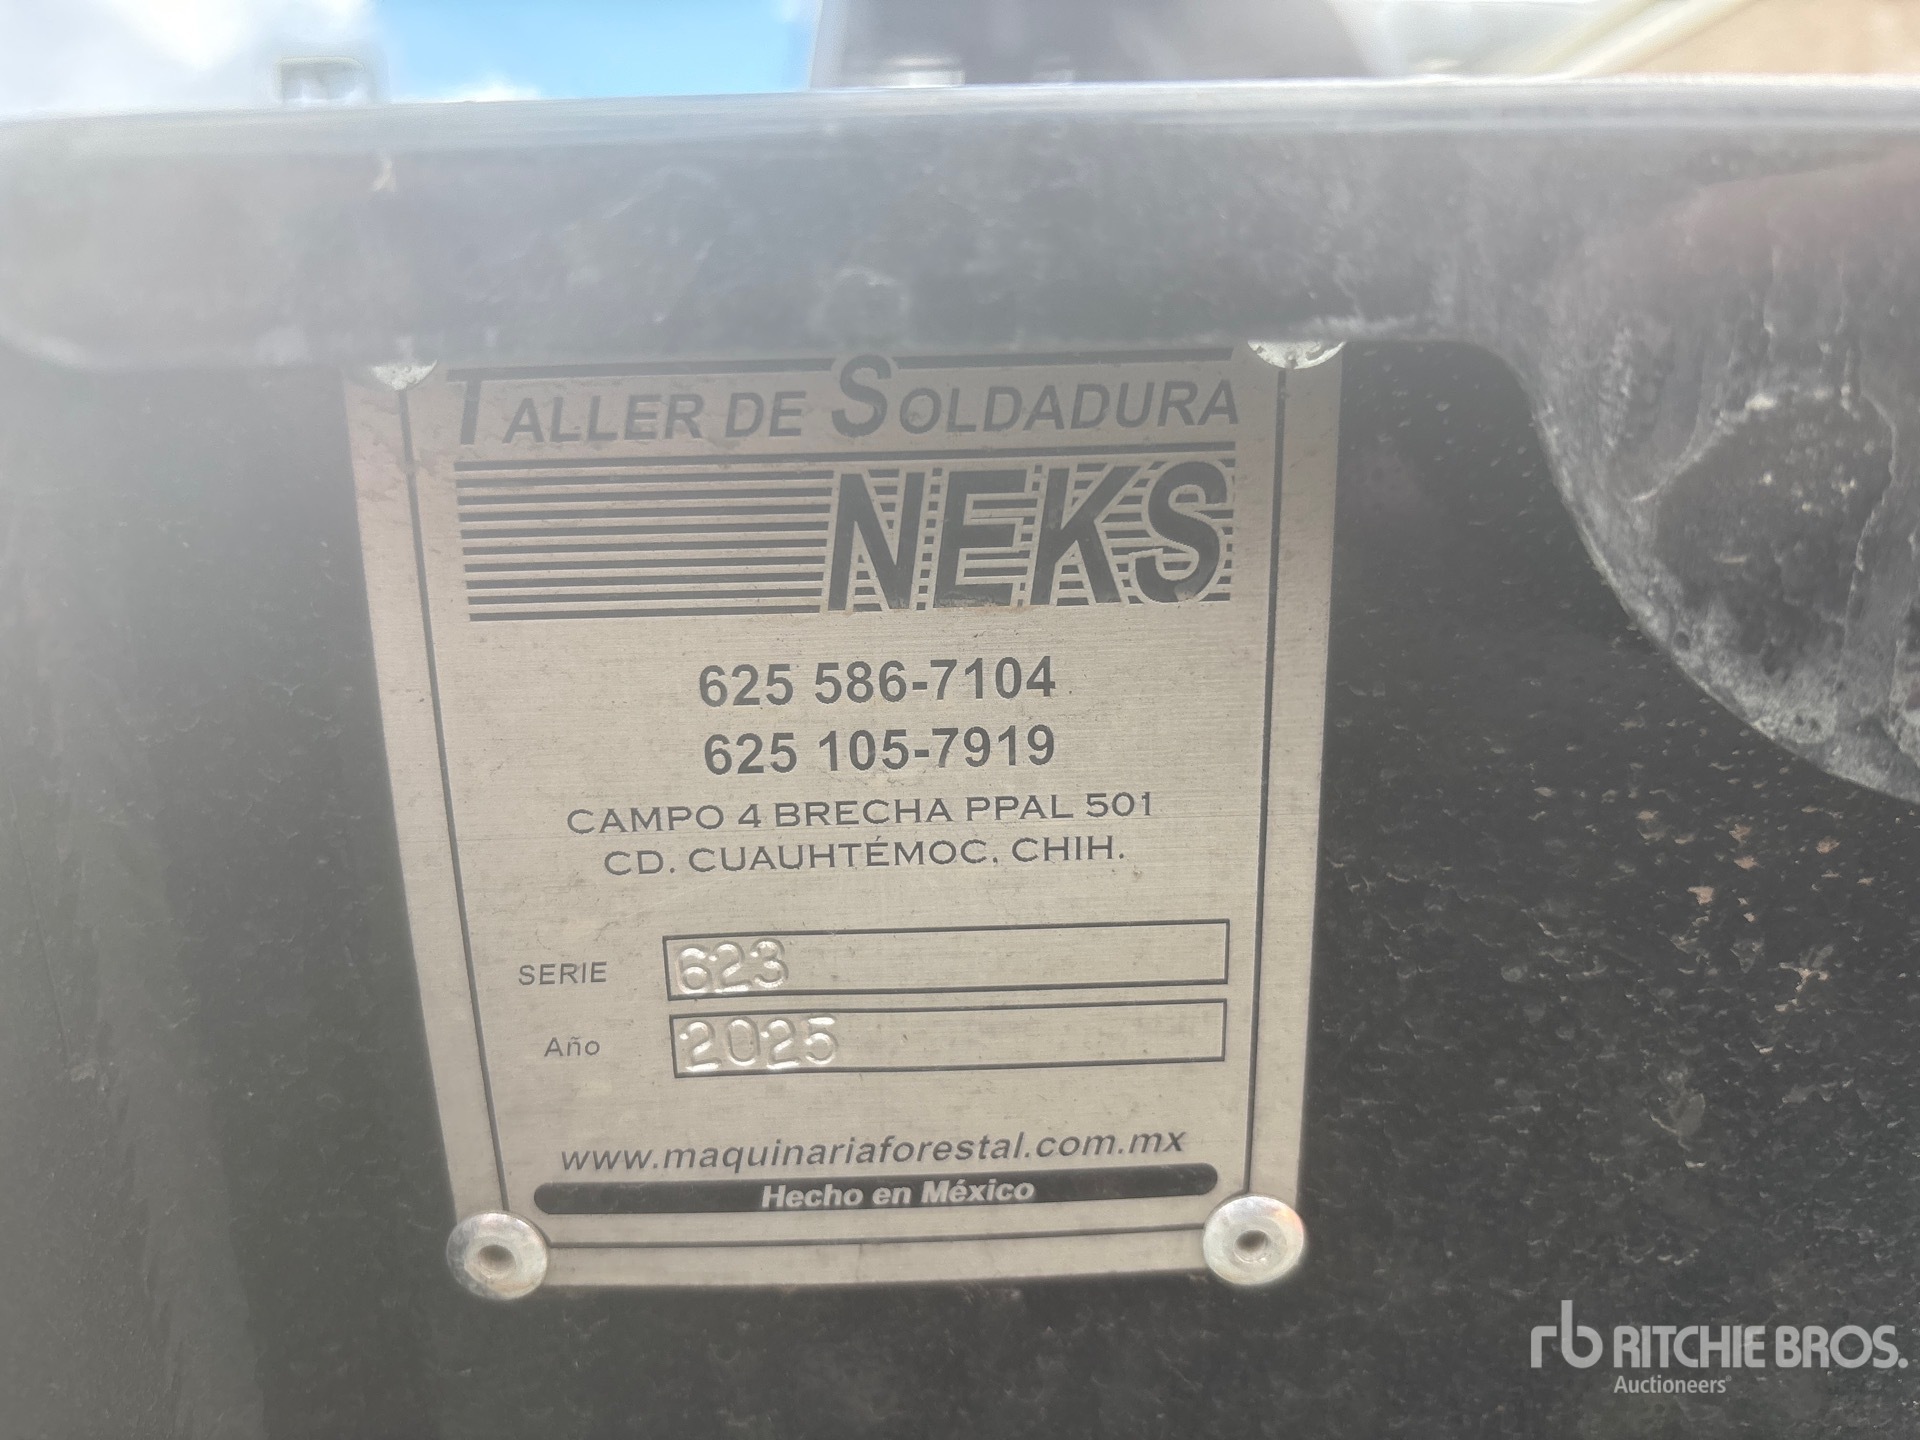 TALLER DE SOLDADURA
NEKS
625 586-7104
625 105-7919
CAMPO 4 BRECHA PPAL 501
CD. CUAUHTÉMOC, CHIH.
SERIE 623
Año 2025
www.maquinariaforestal.com.mx
Hecho en México
rb RITCHIE BROS.
Auctioneers